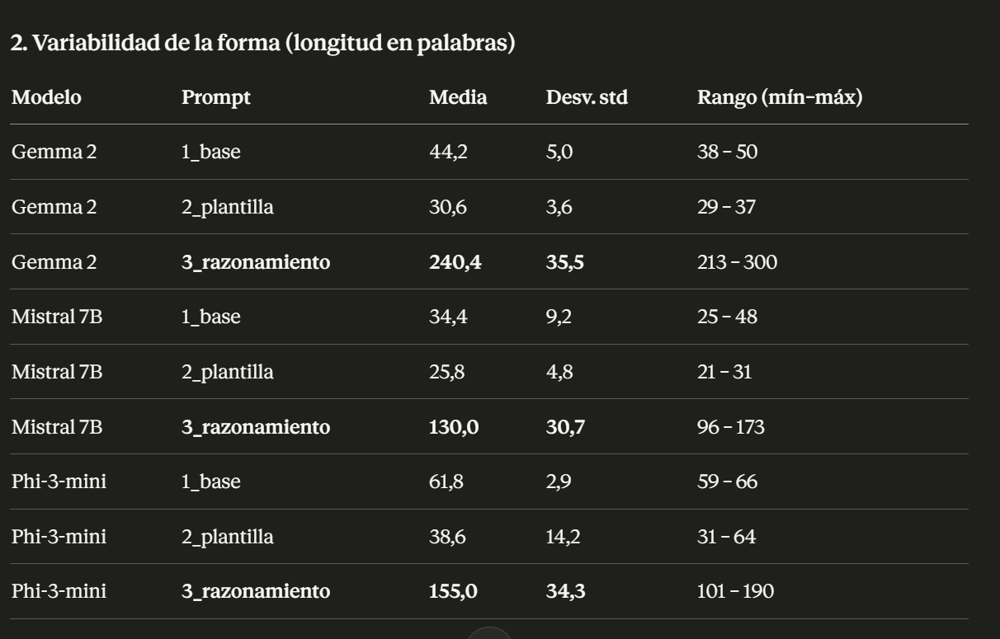 2. Variabilidad de la forma (longitud en palabras)
Modelo Prompt Media Desv. std Rango (mín–máx)
Gemma 2 1_base 44,2 5,0 38 – 50
Gemma 2 2_plantilla 30,6 3,6 29 – 37
Gemma 2 3_razonamiento 240,4 35,5 213 – 300
Mistral 7B 1_base 34,4 9,2 25 – 48
Mistral 7B 2_plantilla 25,8 4,8 21 – 31
Mistral 7B 3_razonamiento 130,0 30,7 96 – 173
Phi-3-mini 1_base 61,8 2,9 59 – 66
Phi-3-mini 2_plantilla 38,6 14,2 31 – 64
Phi-3-mini 3_razonamiento 155,0 34,3 101 – 190